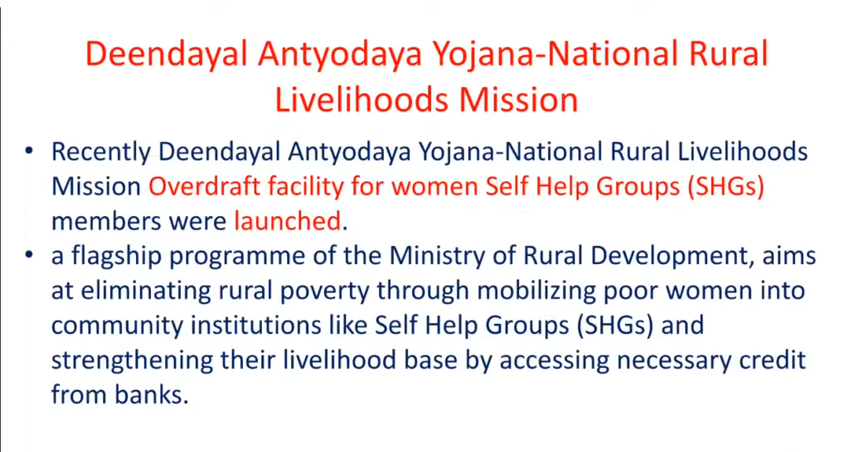 Deendayal Antyodaya Yojana-National Rural
Livelihoods Mission
• Recently Deendayal Antyodaya Yojana-National Rural Livelihoods
Mission Overdraft facility for women Self Help Groups (SHGs)
members were launched.
• a flagship programme of the Ministry of Rural Development, aims
at eliminating rural poverty through mobilizing poor women into
community institutions like Self Help Groups (SHGs) and
strengthening their livelihood base by accessing necessary credit
from banks.